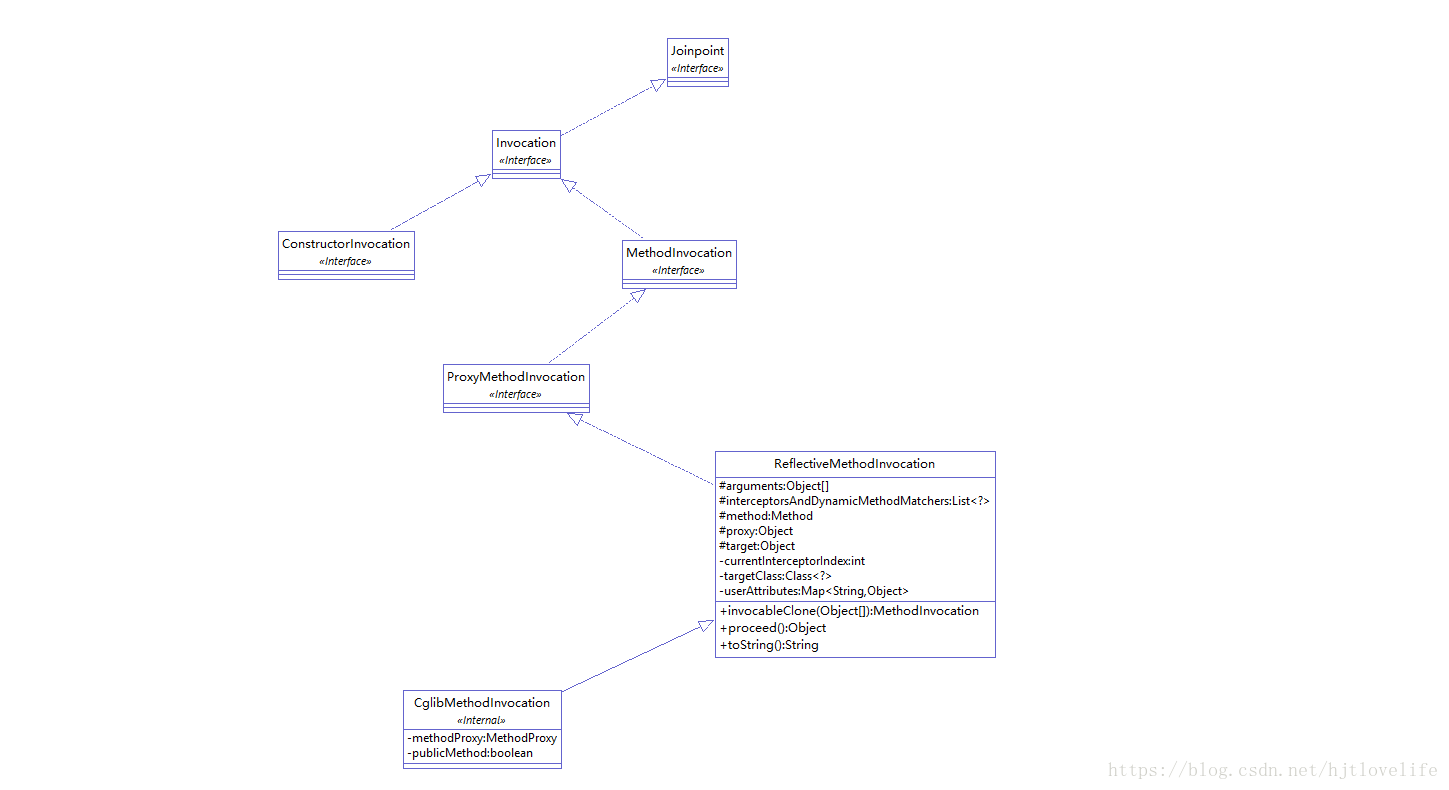 Joinpoint
«Interface»
Invocation
«Interface»
ConstructorInvocation
«Interface»
MethodInvocation
«Interface»
ProxyMethodInvocation
«Interface»
ReflectiveMethodInvocation
#arguments:Object[]
#interceptorsAndDynamicMethodMatchers:List<?>
#method:Method
#proxy:Object
#target:Object
-currentInterceptorIndex:int
-targetClass:Class<?>
-userAttributes:Map<String,Object>
+invocableClone(Object[]):MethodInvocation
+proceed():Object
+toString():String
CglibMethodInvocation
«Internal»
-methodProxy:MethodProxy
-publicMethod:boolean
https://blog.csdn.net/hjtlovelife